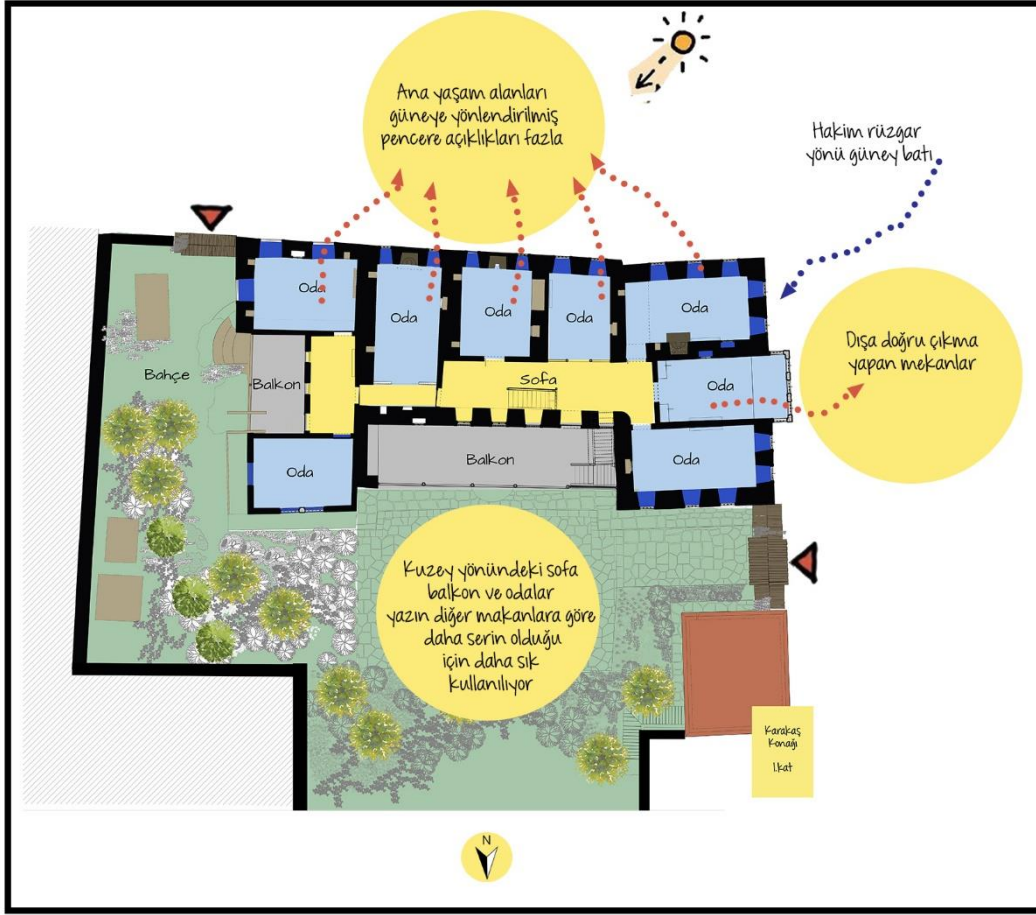 Ana yaşam alanları
güneye yönlendirilmiş
pencere açıklıkları fazla
Hakim rüzgar
yönü güney batı
Oda
Oda
Oda
Oda
Oda
Dışa doğru çıkma
yapan mekanlar
Bahçe
Balkon
Sofa
Oda
Oda
Balkon
Oda
Kuzey yönündeki sofa
balkon ve odalar
yazın diğer makanlara göre
daha serin olduğu
için daha sık
kullanılıyor
Karakaş
Konağı
1.kat
N